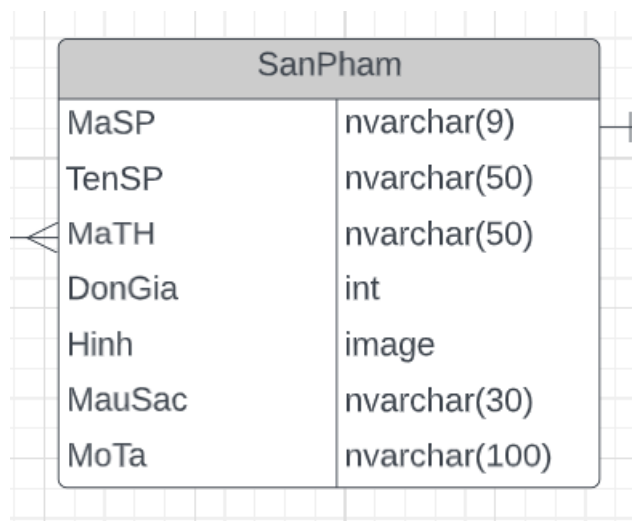 SanPham
MaSP nvarchar(9)
TenSP nvarchar(50)
MaTH nvarchar(50)
DonGia int
Hinh image
MauSac nvarchar(30)
MoTa nvarchar(100)